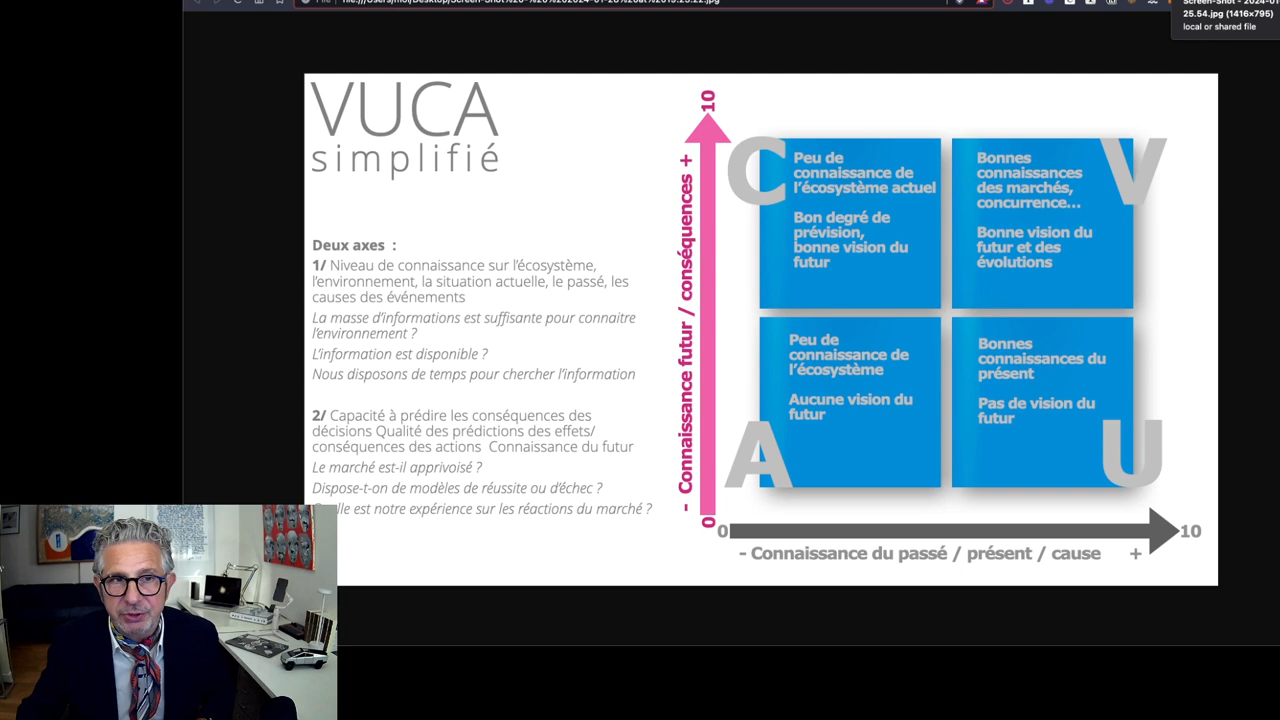 25.54.jpg (1416×795)
local or shared file
VUCA
simplifié
Deux axes :
1/ Niveau de connaissance sur l’écosystème,
l’environnement, la situation actuelle, le passé, les
causes des événements
La masse d’informations est suffisante pour connaitre
l’environnement ?
L’information est disponible ?
Nous disposons de temps pour chercher l’information
2/ Capacité à prédire les conséquences des
décisions Qualité des prédictions des effets/
conséquences des actions Connaissance du futur
Le marché est-il apprivoisé ?
Dispose-t-on de modèles de réussite ou d’échec ?
est notre expérience sur les réactions du marché ?
10
- Connaissance futur / conséquences +
0
C
Peu de
connaissance de
l’écosystème actuel
Bon degré de
prévision,
bonne vision du
futur
V
Bonnes
connaissances
des marchés,
concurrence...
Bonne vision du
futur et des
évolutions
A
Peu de
connaissance de
l’écosystème
Aucune vision du
futur
U
Bonnes
connaissances du
présent
Pas de vision du
futur
0
10
- Connaissance du passé / présent / cause +